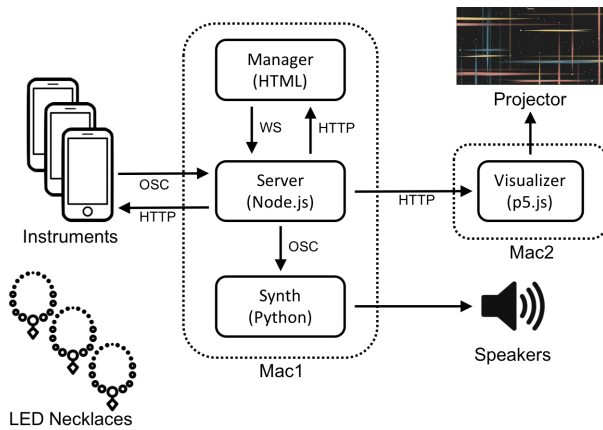 Manager
(HTML)
Projector
WS
HTTP
OSC
Server
(Node.js)
HTTP
HTTP
Visualizer
(p5.js)
Instruments
Mac2
OSC
Synth
(Python)
Speakers
Mac1
LED Necklaces